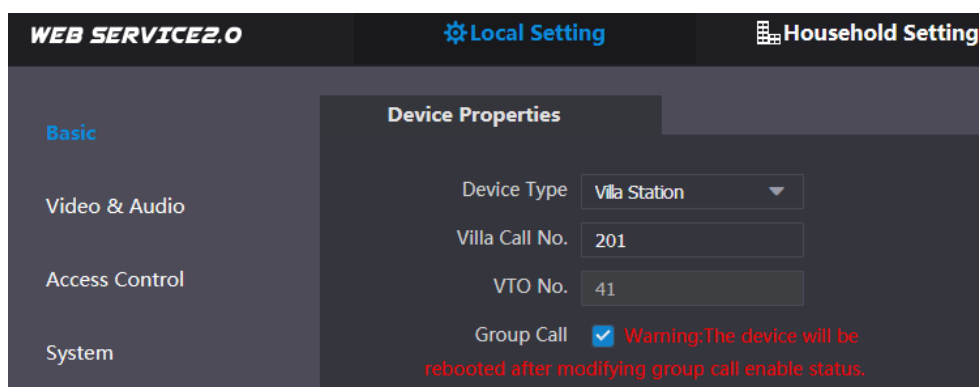 WEB SERVICE2.0 Local Setting Household Setting
Basic
Video & Audio
Access Control
System
Device Properties
Device Type Villa Station
Villa Call No. 201
VTO No. 41
Group Call Warning:The device will be
rebooted after modifying group call enable status.